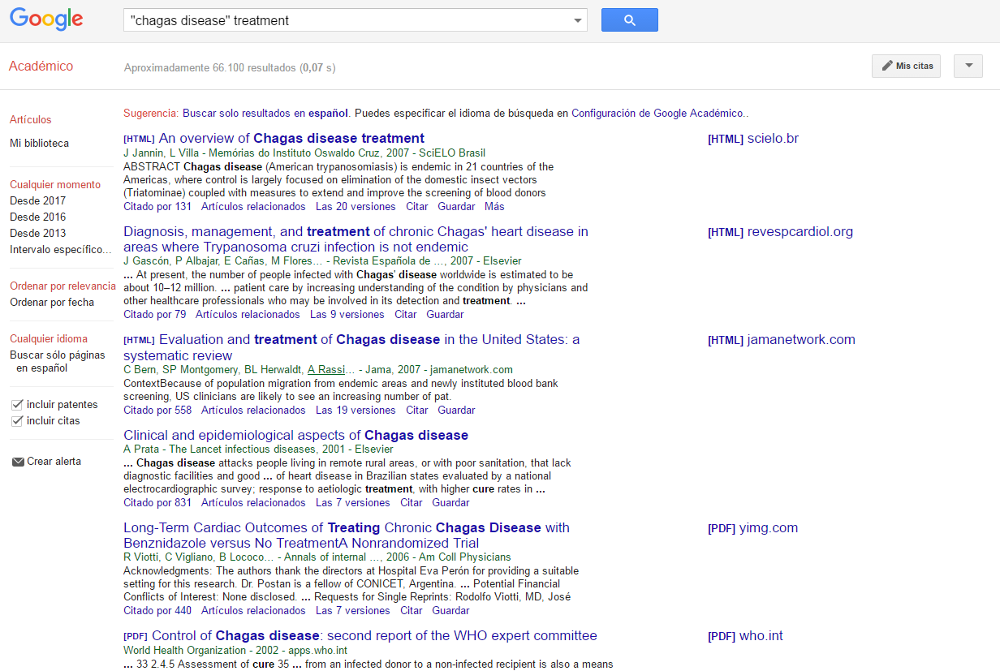 Google
"chagas disease" treatment
Académico
Aproximadamente 66.100 resultados (0,07 s)
Mis citas
Artículos
Mi biblioteca
Cualquier momento
Desde 2017
Desde 2016
Desde 2013
Intervalo específico...
Ordenar por relevancia
Ordenar por fecha
Cualquier idioma
Buscar sólo páginas
en español
incluir patentes
incluir citas
Crear alerta
Sugerencia: Buscar solo resultados en español. Puedes especificar el idioma de búsqueda en Configuración de Google Académico..
[HTML] An overview of Chagas disease treatment
J Jannin, L Villa - Memórias do Instituto Oswaldo Cruz, 2007 - SciELO Brasil
ABSTRACT Chagas disease (American trypanosomiasis) is endemic in 21 countries of the
Americas, where control is largely focused on elimination of the domestic insect vectors
(Triatominae) coupled with measures to extend and improve the screening of blood donors
Citado por 131 Artículos relacionados Las 20 versiones Citar Guardar Más
[HTML] scielo.br
Diagnosis, management, and treatment of chronic Chagas' heart disease in
areas where Trypanosoma cruzi infection is not endemic
J Gascón, P Albajar, E Cañas, M Flores… - Revista Española de …, 2007 - Elsevier
... At present, the number of people infected with Chagas' disease worldwide is estimated to be
about 10–12 million. ... patient care by increasing understanding of the condition by physicians and
other healthcare professionals who may be involved in its detection and treatment. ...
Citado por 79 Artículos relacionados Las 9 versiones Citar Guardar
[HTML] revespcardiol.org
[HTML] Evaluation and treatment of Chagas disease in the United States: a
systematic review
C Bern, SP Montgomery, BL Herwaldt, A Rassi… - Jama, 2007 - jamanetwork.com
ContextBecause of population migration from endemic areas and newly instituted blood bank
screening, US clinicians are likely to see an increasing number of pat.
Citado por 558 Artículos relacionados Las 19 versiones Citar Guardar
[HTML] jamanetwork.com
Clinical and epidemiological aspects of Chagas disease
A Prata - The Lancet infectious diseases, 2001 - Elsevier
... Chagas disease attacks people living in remote rural areas, or with poor sanitation, that lack
diagnostic facilities and good ... of heart disease in Brazilian states evaluated by a national
electrocardiographic survey; response to aetiologic treatment, with higher cure rates in ...
Citado por 831 Artículos relacionados Las 7 versiones Citar Guardar
Long-Term Cardiac Outcomes of Treating Chronic Chagas Disease with
Benznidazole versus No TreatmentA Nonrandomized Trial
R Viotti, C Vigliano, B Lococo… - Annals of internal …, 2006 - Am Coll Physicians
Acknowledgments: The authors thank the directors at Hospital Eva Perón for providing a suitable
setting for this research. Dr. Postan is a fellow of CONICET, Argentina. ... Potential Financial
Conflicts of Interest: None disclosed. ... Requests for Single Reprints: Rodolfo Viotti, MD, José
Citado por 440 Artículos relacionados Las 7 versiones Citar Guardar
[PDF] yimg.com
[PDF] Control of Chagas disease: second report of the WHO expert committee
World Health Organization - 2002 - apps.who.int
... 33 2.4.5 Assessment of cure 35 ... from an infected donor to a non-infected recipient is also a means
[PDF] who.int